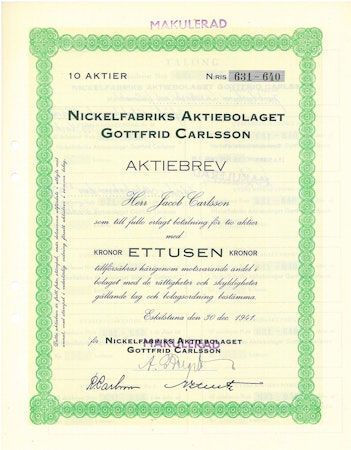 MAKULERAD
10 AKTIER
N:RIS 631-640
NICKELFABRIKS AKTIEBOLAGET
GOTTFRID CARLSSON
AKTIEBREV
Herr Jacob Carlsson
som till fullo erlagt betalning för tio aktier
med
KRONOR ETTUSEN KRONOR
tillförsäkras härigenom motsvarande andel i
bolaget med de rättigheter och skyldigheter
gällande lag och bolagsordning bestämma.
Eskilstuna den 30 dec. 1941.
för NICKELFABRIKS AKTIEBOLAGET
MAKULERAD
GOTTFRID CARLSSON